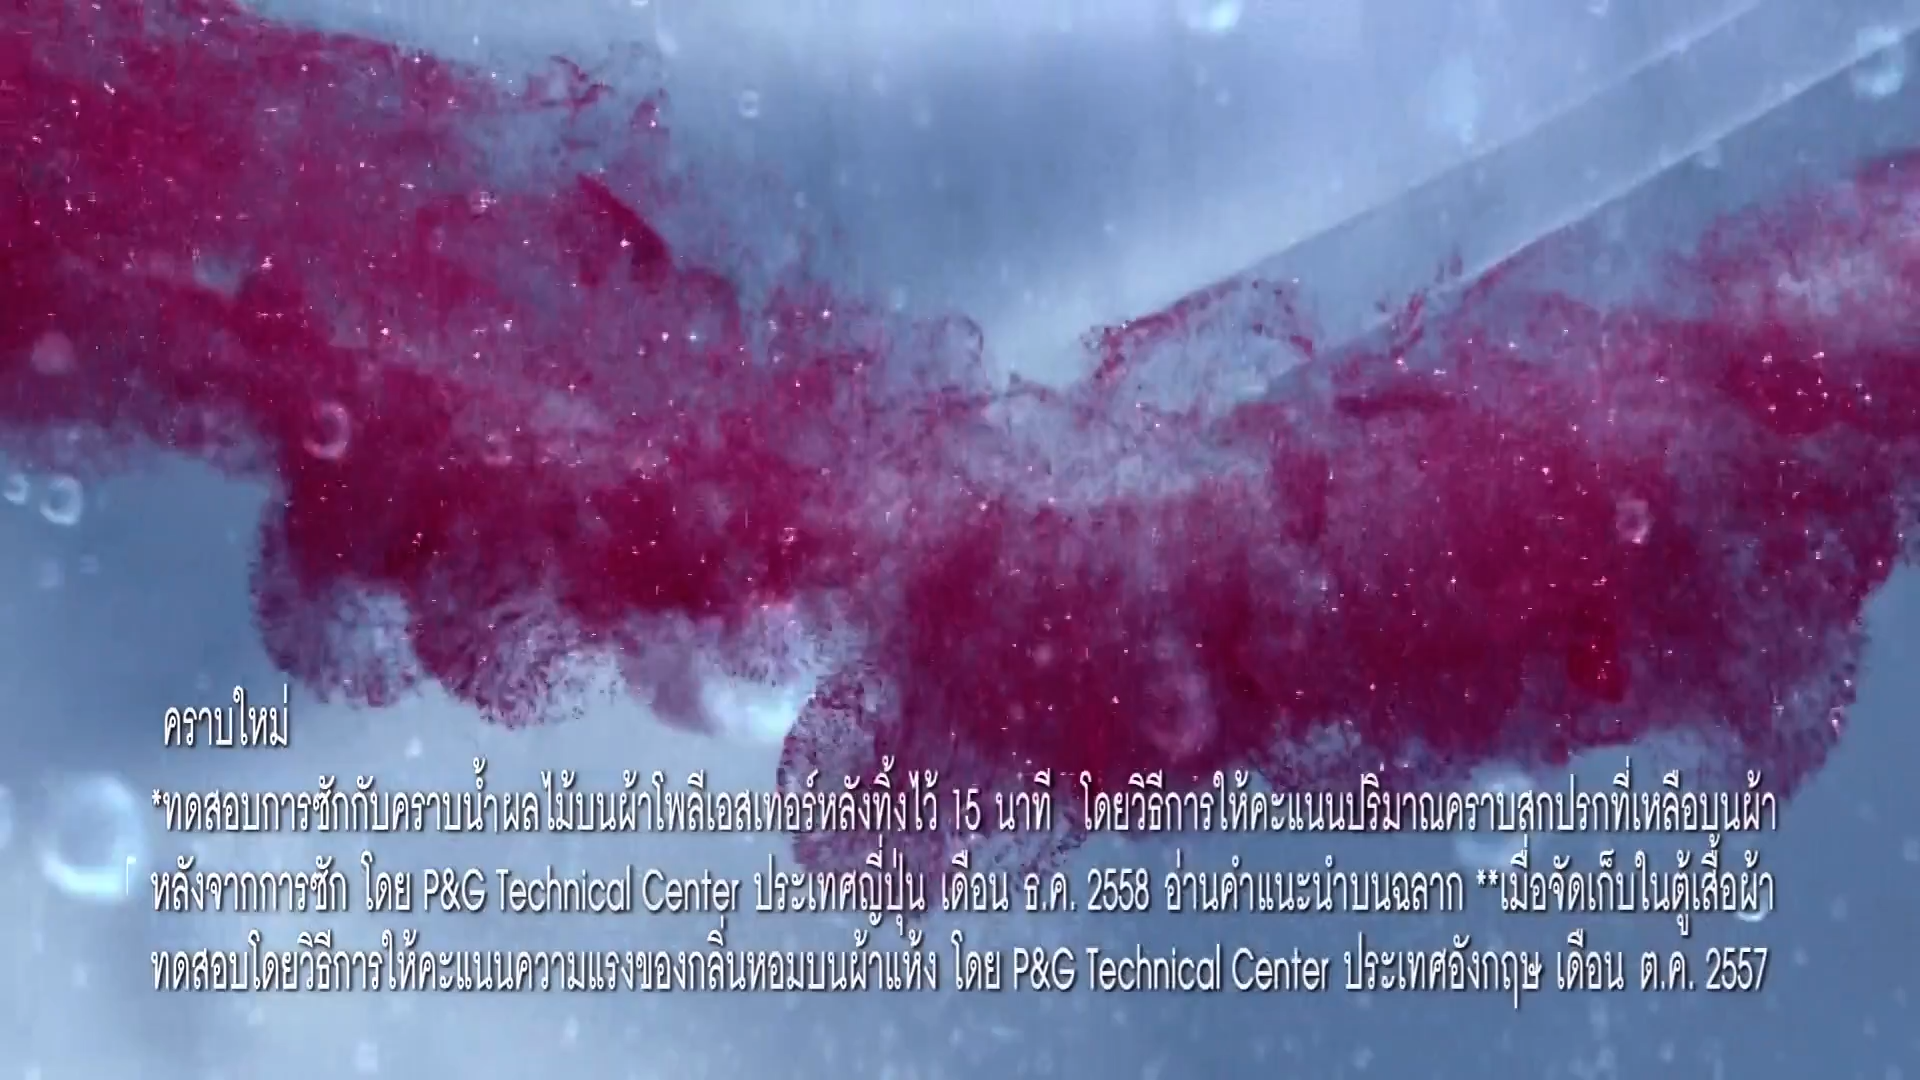 คราบใหม่
*ทดสอบการซักกับคราบน้ำผลไม้บนผ้าโพลีเอสเทอร์หลังทิ้งไว้ 15 นาที โดยวิธีการให้คะแนนปริมาณคราบสกปรกที่เหลือบนผ้า
หลังจากการซัก โดย P&G Technical Center ประเทศญี่ปุ่น เดือน ธ.ค. 2558 อ่านคำแนะนำบนฉลาก **เมื่อจัดเก็บในตู้เสื้อผ้า
ทดสอบโดยวิธีการให้คะแนนความแรงของกลิ่นหอมบนผ้าแห้ง โดย P&G Technical Center ประเทศอังกฤษ เดือน ต.ค. 2557